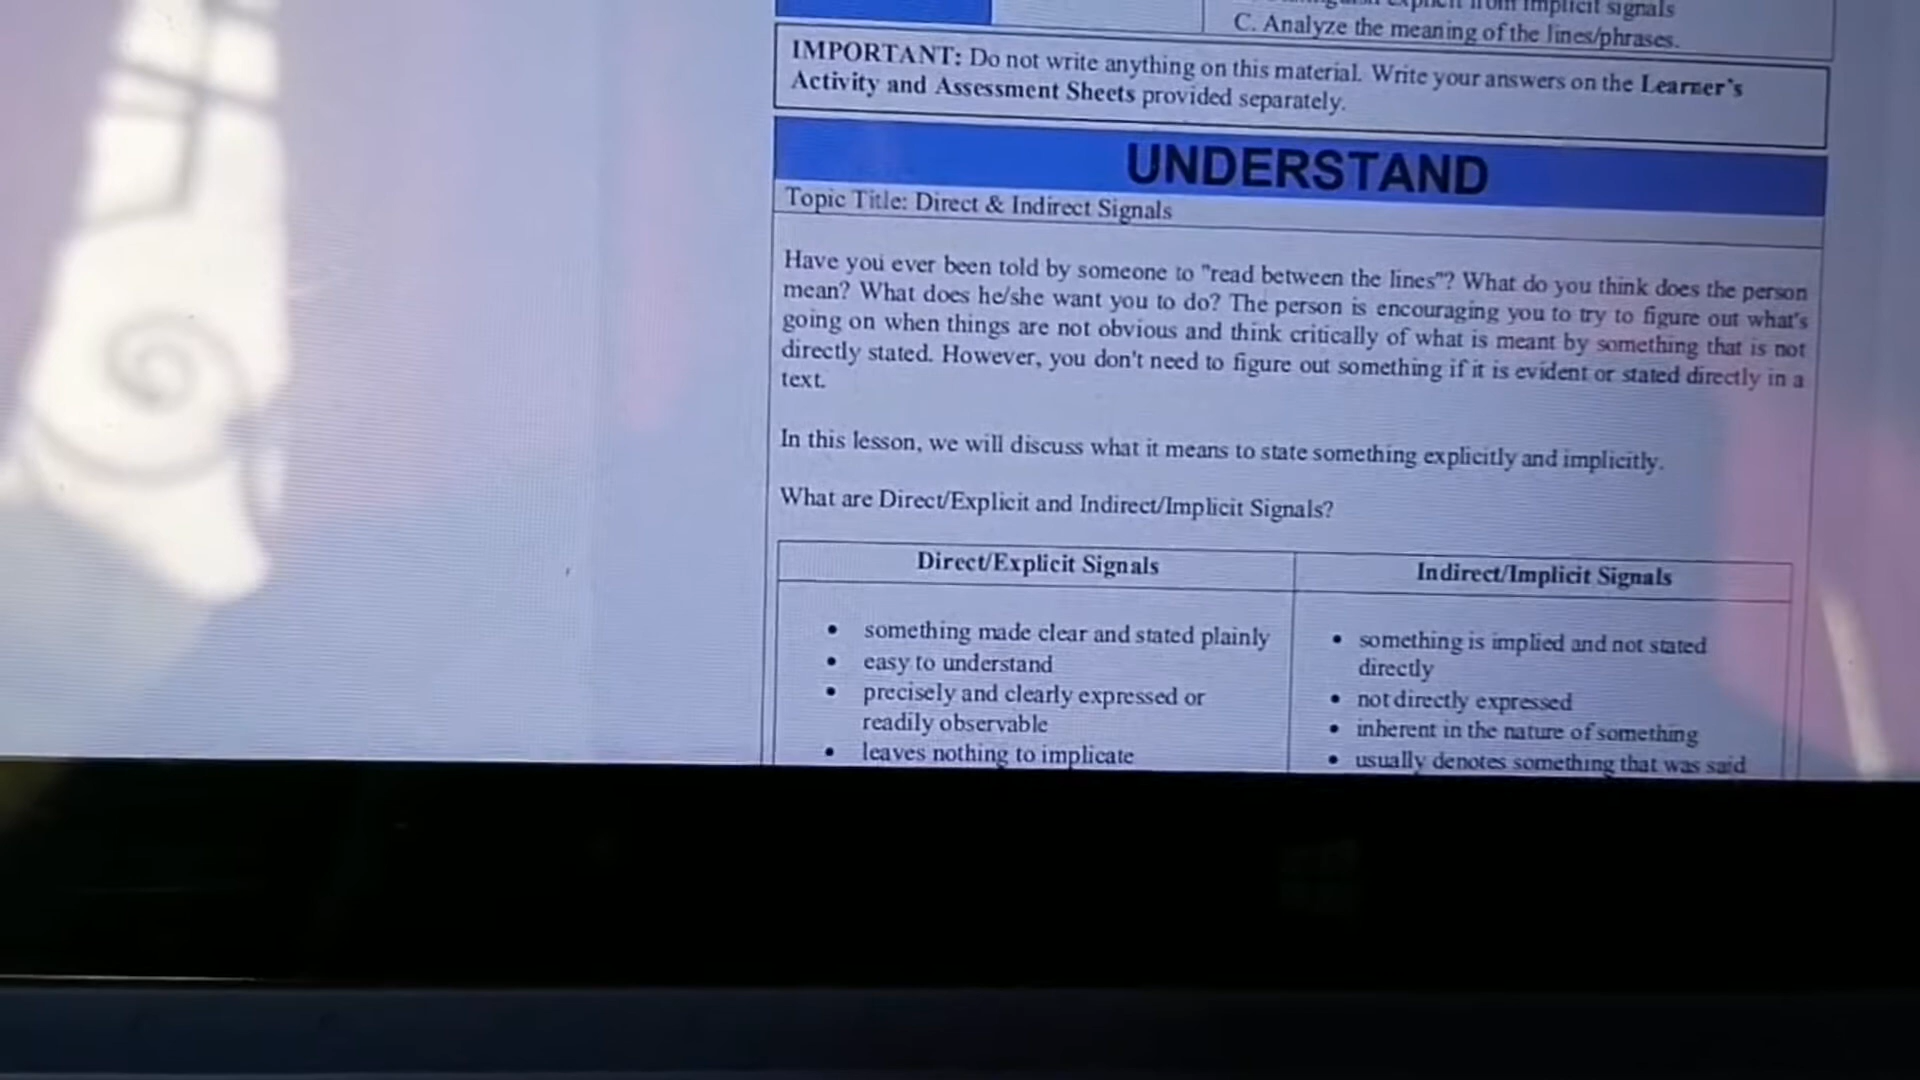 explicit from implicit signals
C. Analyze the meaning of the lines/phrases.
IMPORTANT: Do not write anything on this material. Write your answers on the Learner's
Activity and Assessment Sheets provided separately.
UNDERSTAND
Topic Title: Direct & Indirect Signals
Have you ever been told by someone to "read between the lines"? What do you think does the person
mean? What does he/she want you to do? The person is encouraging you to try to figure out what's
going on when things are not obvious and think critically of what is meant by something that is not
directly stated. However, you don't need to figure out something if it is evident or stated directly in a
text.
In this lesson, we will discuss what it means to state something explicitly and implicitly.
What are Direct/Explicit and Indirect/Implicit Signals?
Direct/Explicit Signals
• something made clear and stated plainly
• easy to understand
• precisely and clearly expressed or
readily observable
• leaves nothing to implicate
Indirect/Implicit Signals
• something is implied and not stated
directly
• not directly expressed
• inherent in the nature of something
• usually denotes something that was said